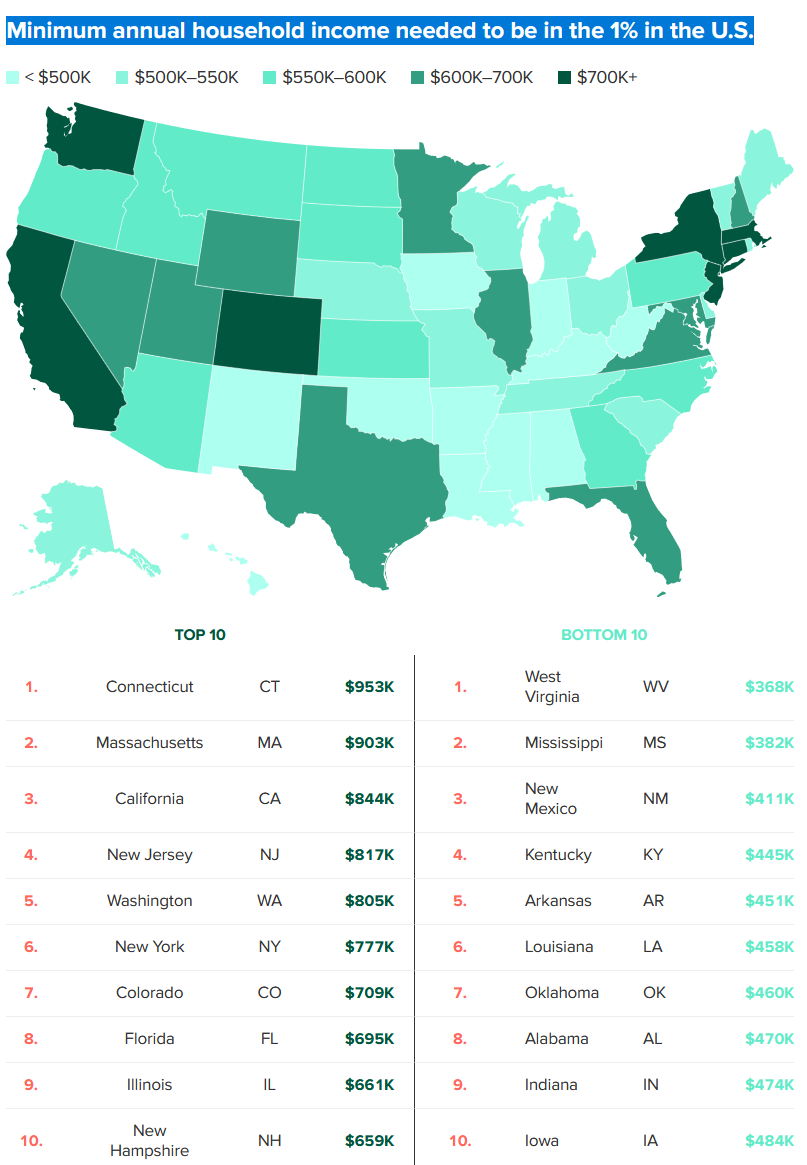 Minimum annual household income needed to be in the 1% in the U.S.
< $500K $500K–550K $550K–600K $600K–700K $700K+
TOP 10
1. Connecticut CT $953K
2. Massachusetts MA $903K
3. California CA $844K
4. New Jersey NJ $817K
5. Washington WA $805K
6. New York NY $777K
7. Colorado CO $709K
8. Florida FL $695K
9. Illinois IL $661K
10. New
Hampshire NH $659K
BOTTOM 10
1. West
Virginia WV $368K
2. Mississippi MS $382K
3. New
Mexico NM $411K
4. Kentucky KY $445K
5. Arkansas AR $451K
6. Louisiana LA $458K
7. Oklahoma OK $460K
8. Alabama AL $470K
9. Indiana IN $474K
10. Iowa IA $484K